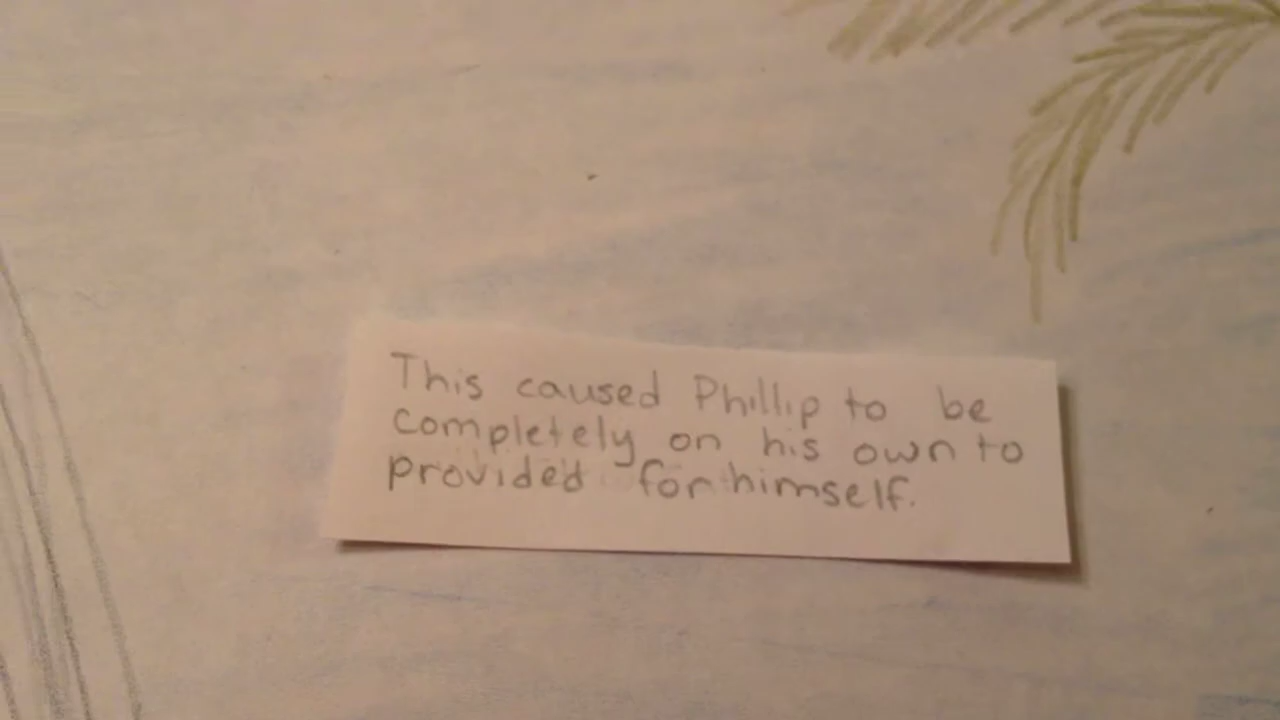 This caused Phillip to be
completely on his own to
provided for himself.